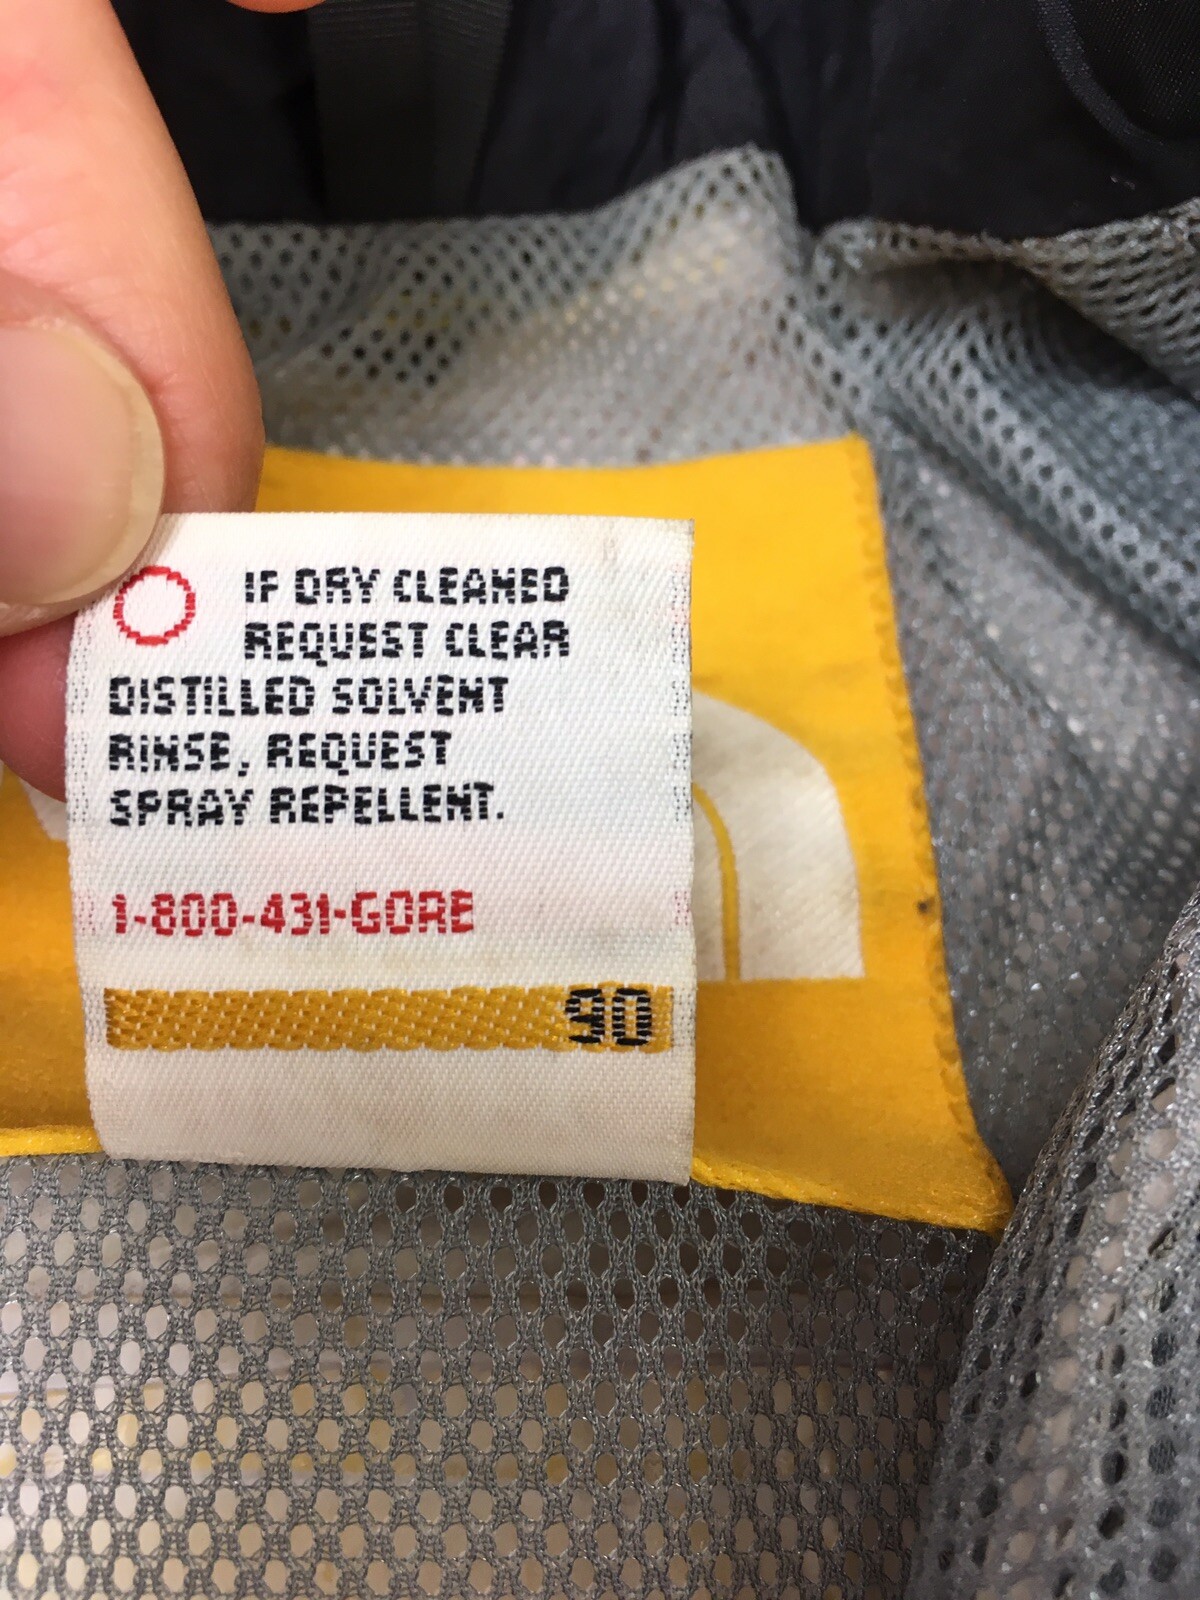 IF DRY CLEANED
REQUEST CLEAR
DISTILLED SOLVENT
RINSE, REQUEST
SPRAY REPELLENT.
1-800-431-GORE
90